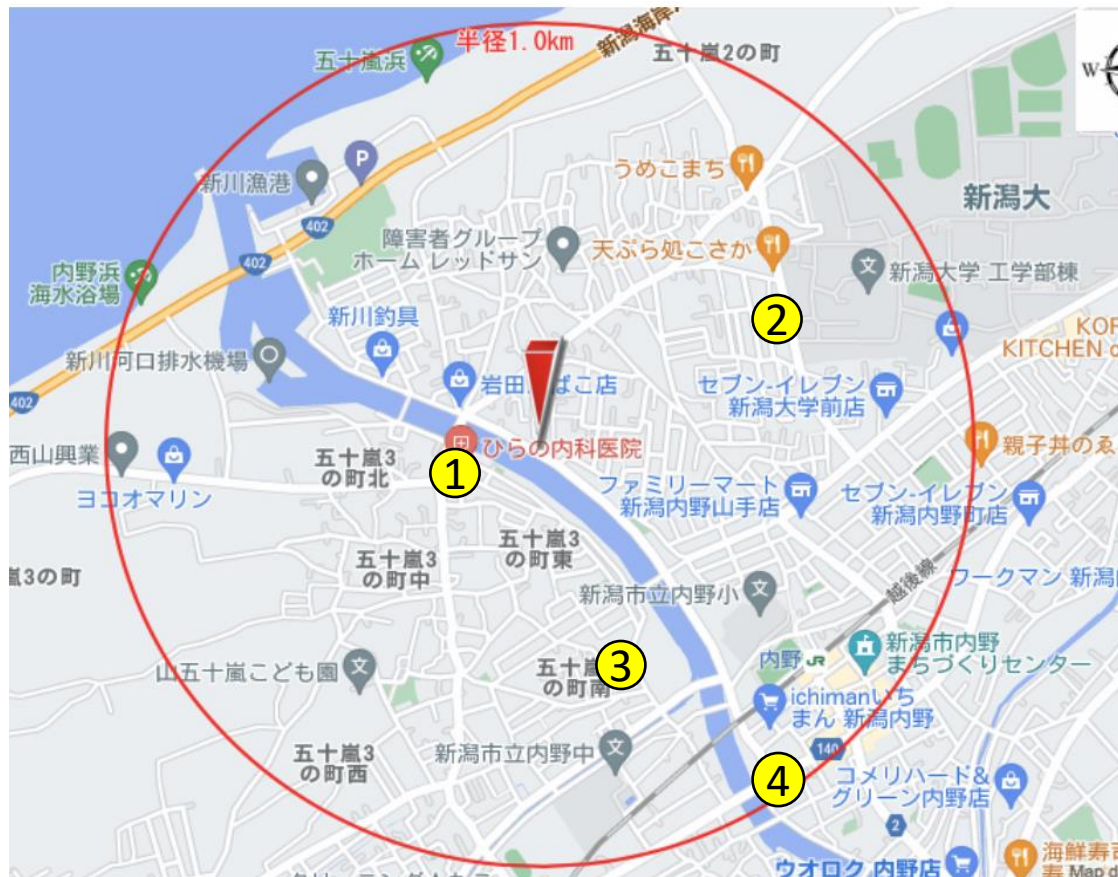 半径1.0km
新潟海岸
五十嵐2の町
五十嵐浜
W
うめこまち
新潟大
新川漁港
P
402
障害者グループ
ホーム レッドサン
天ぷら処こさか
新潟大学 工学部棟
402
内野浜
海水浴場
新川釣具
2
KITCHEN
新川河口排水機場
岩田
ばこ店
セブン-イレブン
新潟大学前店
402
ひらの内科医院
親子丼のゑ
西山興業
ヨコオマリン
五十嵐3
の町北
1
ファミリーマート
新潟内野山手店
セブン-イレブン
新潟内野町店
五十嵐3
の町東
五十嵐3
の町中
嵐3の町
新潟市立内野小
越後線
ワークマン 新潟
山五十嵐こども園
五十嵐
の町南
3
内野
JR
新潟市内野
まちづくりセンター
ichimanいち
まん 新潟内野
五十嵐3
の町西
新潟市立内野中
140
4
コメリハード&
グリーン内野店
2
ウオロク 内野店
海鮮寿司
寿
Map d